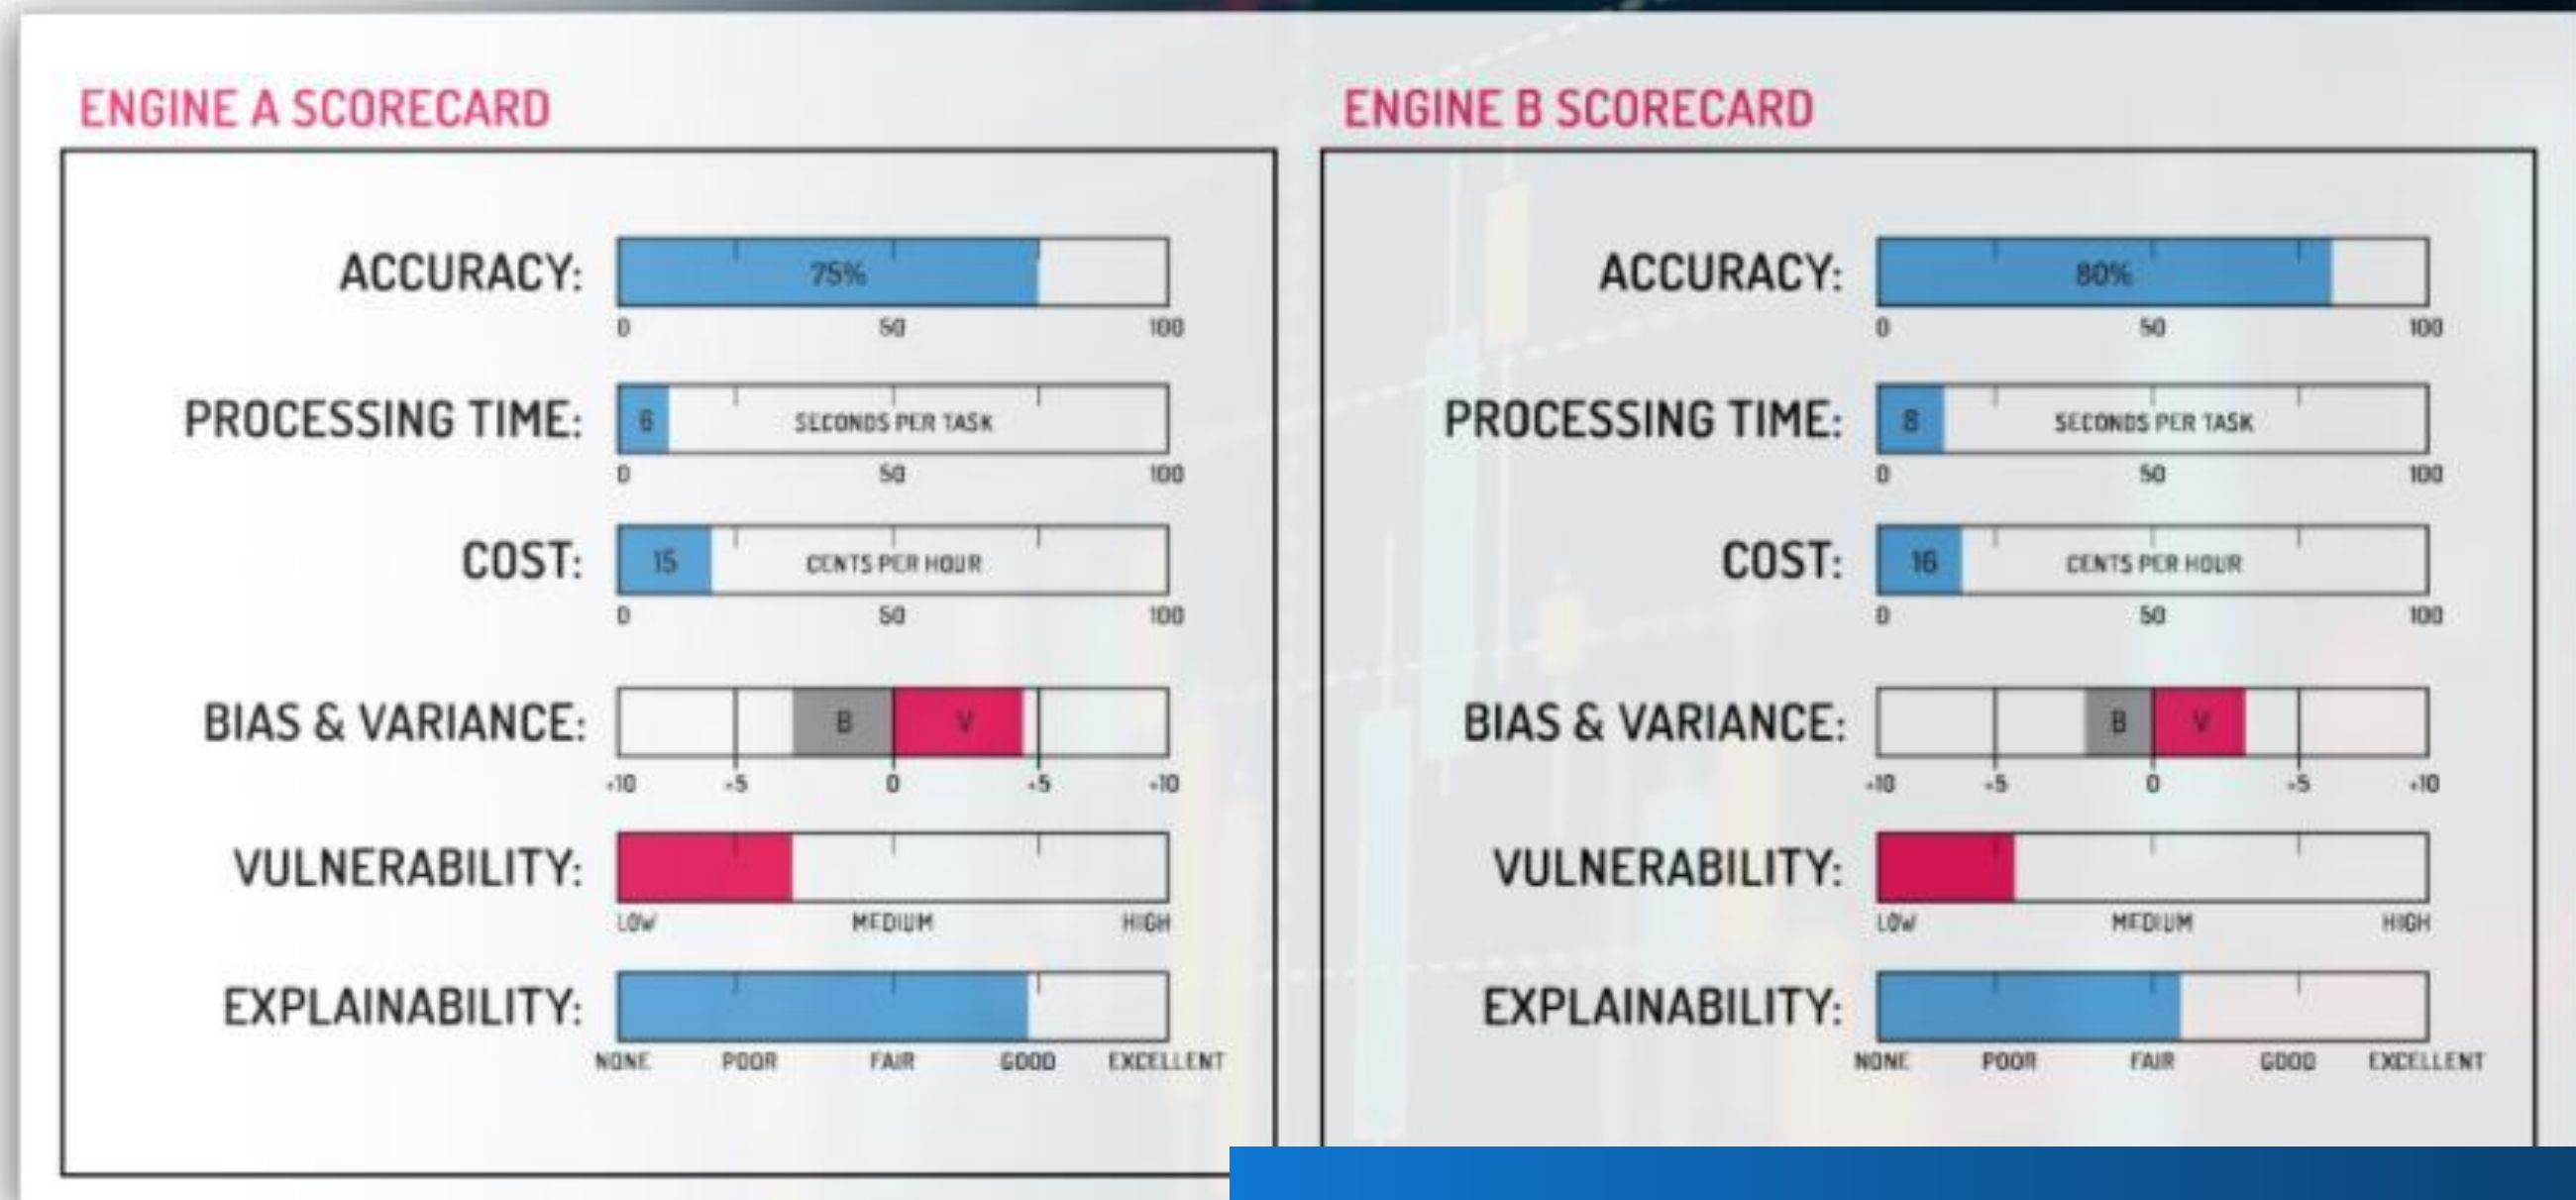 ENGINE A SCORECARD
ACCURACY:
75%
0 50 100
PROCESSING TIME:
6 SECONDS PER TASK
0 50 100
COST:
15 CENTS PER HOUR
0 50 100
BIAS & VARIANCE:
B V
+10 +5 0 +5 +10
VULNERABILITY:
LOW MEDIUM HIGH
EXPLAINABILITY:
NONE POOR FAIR GOOD EXCELLENT
ENGINE B SCORECARD
ACCURACY:
80%
0 50 100
PROCESSING TIME:
8 SECONDS PER TASK
0 50 100
COST:
16 CENTS PER HOUR
0 50 100
BIAS & VARIANCE:
B V
+10 +5 0 +5 +10
VULNERABILITY:
LOW MEDIUM HIGH
EXPLAINABILITY:
NONE POOR FAIR GOOD EXCELLENT